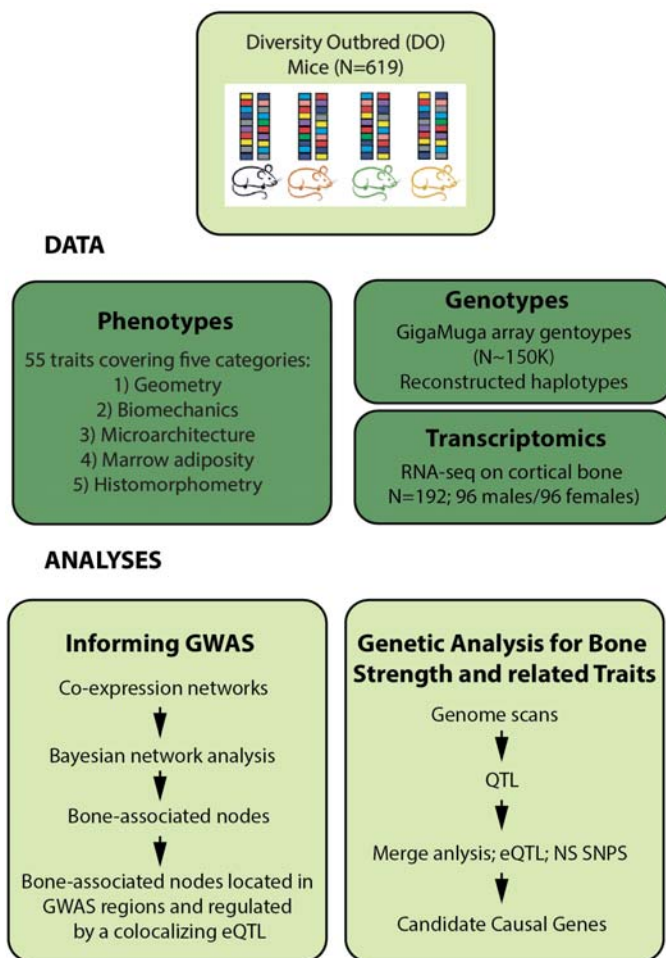 Diversity Outbred (DO)
Mice (N=619)
DATA
Phenotypes
55 traits covering five categories:
1) Geometry
2) Biomechanics
3) Microarchitecture
4) Marrow adiposity
5) Histomorphometry
Genotypes
GigaMuga array gentoypes
(N~150K)
Reconstructed haplotypes
Transcriptomics
RNA-seq on cortical bone
N=192; 96 males/96 females)
ANALYSES
Informing GWAS
Co-expression networks
Bayesian network analysis
Bone-associated nodes
Bone-associated nodes located in
GWAS regions and regulated
by a colocalizing eQTL
Genetic Analysis for Bone
Strength and related Traits
Genome scans
QTL
Merge anlysis; eQTL; NS SNPS
Candidate Causal Genes